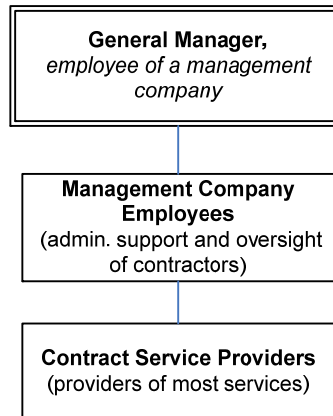 General Manager,
employee of a management
company
Management Company
Employees
(admin. support and oversight
of contractors)
Contract Service Providers
(providers of most services)